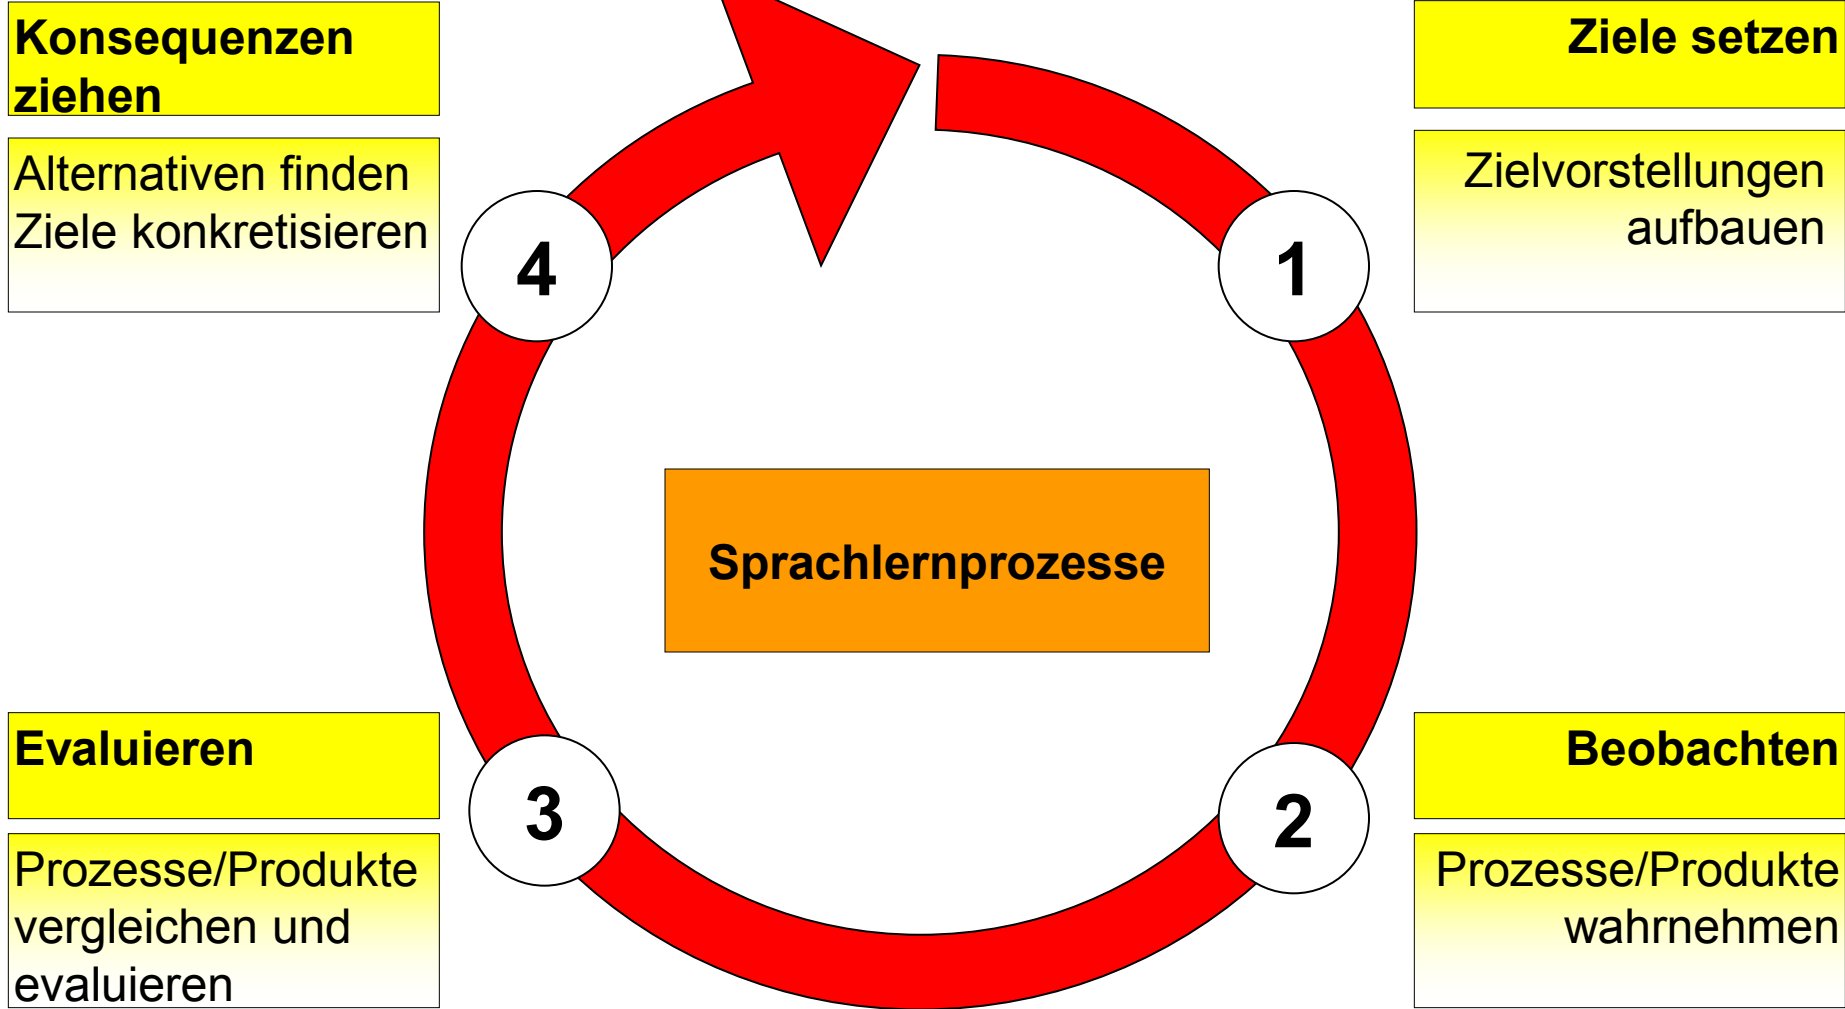 Konsequenzen
ziehen
Alternativen finden
Ziele konkretisieren
4
Ziele setzen
Zielvorstellungen
aufbauen
1
Sprachlernprozesse
Evaluieren
Prozesse/Produkte
vergleichen und
evaluieren
3
Beobachten
Prozesse/Produkte
wahrnehmen
2